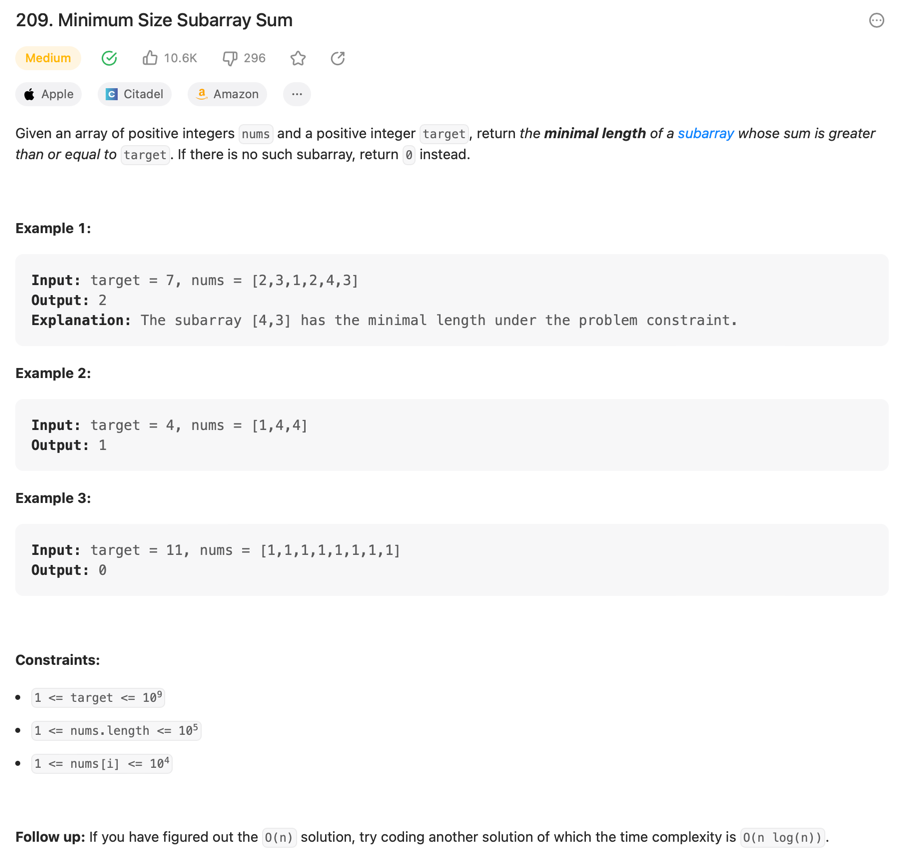 209. Minimum Size Subarray Sum
Medium 10.6K 296
Apple Citadel Amazon ...
Given an array of positive integers nums and a positive integer target, return the minimal length of a subarray whose sum is greater
than or equal to target. If there is no such subarray, return 0 instead.
Example 1:
Input: target = 7, nums = [2,3,1,2,4,3]
Output: 2
Explanation: The subarray [4,3] has the minimal length under the problem constraint.
Example 2:
Input: target = 4, nums = [1,4,4]
Output: 1
Example 3:
Input: target = 11, nums = [1,1,1,1,1,1,1,1]
Output: 0
Constraints:
• 1 <= target <= 10⁹
• 1 <= nums.length <= 10⁵
• 1 <= nums[i] <= 10⁴
Follow up: If you have figured out the O(n) solution, try coding another solution of which the time complexity is O(n log(n)).